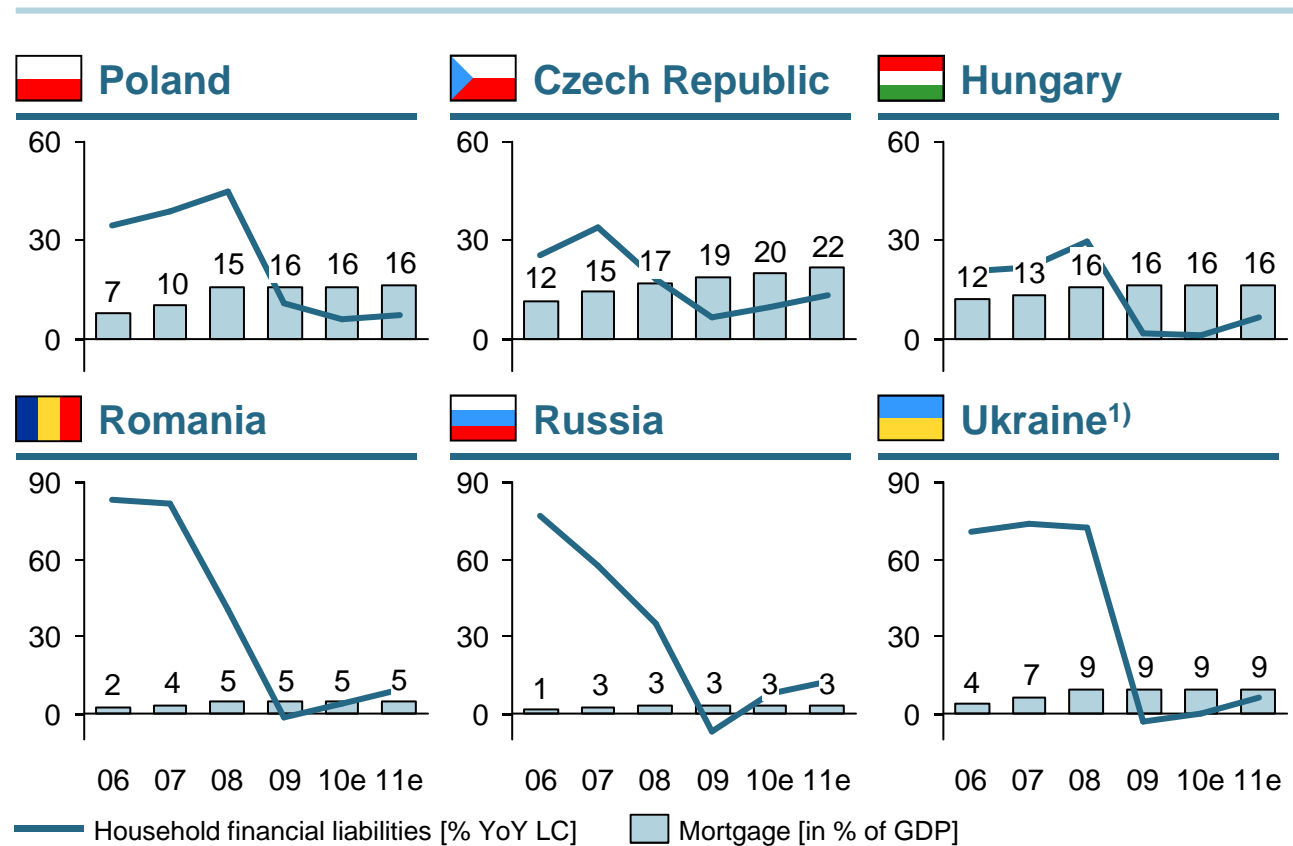 Poland
Czech Republic
Hungary
60
30
0
7 10 15 16 16 16
60
30
0
12 15 17 19 20 22
60
30
0
12 13 16 16 16 16
Romania
Russia
Ukraine1)
90
60
30
0
2 4 5 5 5 5
06 07 08 09 10e 11e
90
60
30
0
1 3 3 3 3 3
06 07 08 09 10e 11e
90
60
30
0
4 7 9 9 9 9
06 07 08 09 10e 11e
Household financial liabilities [% YoY LC]
Mortgage [in % of GDP]